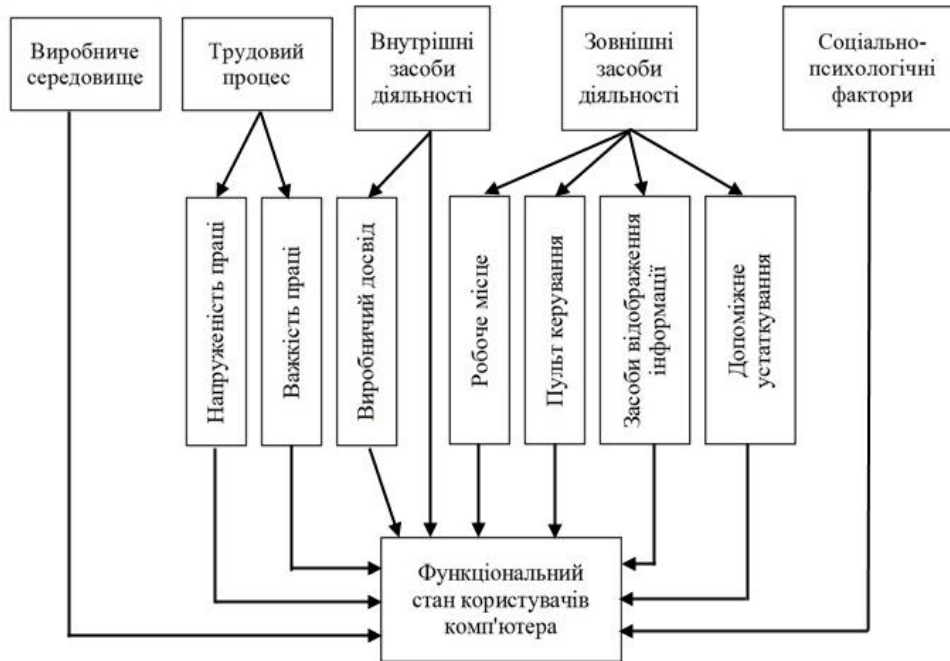 Виробниче
середовище
Трудовий
процес
Внутрішні
засоби
діяльності
Зовнішні
засоби
діяльності
Соціально-
психологічні
фактори
Напруженість праці
Важкість праці
Виробничий досвід
Робоче місце
Пульт керування
Засоби відображення
інформації
Допоміжне
устаткування
Функціональний
стан користувачів
комп'ютера